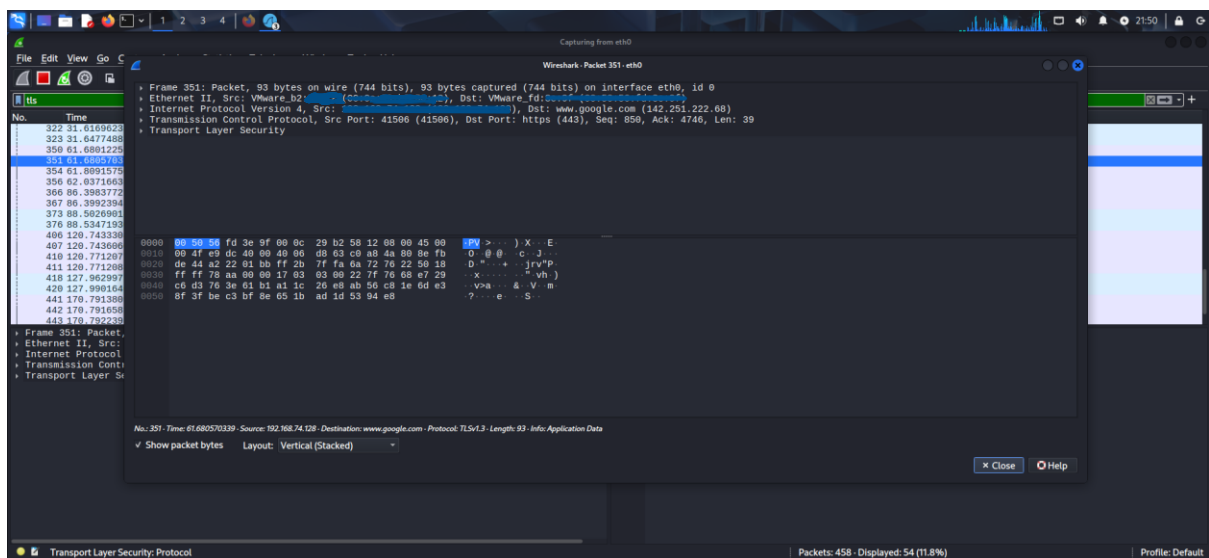 1 2 3 4
21:50
Capturing from eth0
File Edit View Go C
Wireshark · Packet 351 · eth0
tls
No. Time
322 31.6169623
323 31.6477488
350 61.6801225
351 61.6805703
354 61.8091575
356 62.0371663
366 86.3983772
367 86.3992394
373 88.5026901
376 88.5347193
406 120.743330
407 120.743606
410 120.771207
411 120.771208
418 127.962997
420 127.990164
441 170.791380
442 170.791658
443 170.792239
Frame 351: Packet,
Ethernet II, Src:
Internet Protocol
Transmission Contr
Transport Layer Se
Frame 351: Packet, 93 bytes on wire (744 bits), 93 bytes captured (744 bits) on interface eth0, id 0
Ethernet II, Src: VMware_b2: Dst: VMware_fd:
Internet Protocol Version 4, Src: ), Dst: www.google.com (142.251.222.68)
Transmission Control Protocol, Src Port: 41506 (41506), Dst Port: https (443), Seq: 850, Ack: 4746, Len: 39
Transport Layer Security
0000 00 50 56 fd 3e 9f 00 0c 29 b2 58 12 08 00 45 00 ·PV·>··· )·X···E·
0010 00 4f e9 dc 40 00 40 06 d8 63 c0 a8 4a 80 8e fb ·O··@·@· ·c··J···
0020 de 44 a2 22 01 bb ff 2b 7f fa 6a 72 76 22 50 18 ·D·"···+ ··jrv"P·
0030 ff ff 78 aa 00 00 17 03 03 00 22 7f 76 68 e7 29 ··x····· ··"·vh·)
0040 c6 d3 76 3e 61 b1 a1 1c 26 e8 ab 56 c8 1e 6d e3 ··v>a··· &··V··m·
0050 8f 3f be c3 bf 8e 65 1b ad 1d 53 94 e8 ·?····e· ··S··
No.: 351 · Time: 61.680570339 · Source: 192.168.74.128 · Destination: www.google.com · Protocol: TLSv1.3 · Length: 93 · Info: Application Data
Show packet bytes Layout: Vertical (Stacked)
Close Help
Transport Layer Security: Protocol
Packets: 458 · Displayed: 54 (11.8%)
Profile: Default